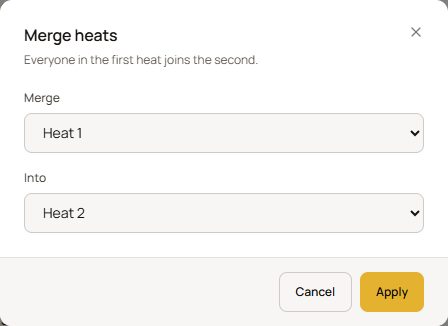 Merge heats
Everyone in the first heat joins the second.
Merge
Heat 1
Into
Heat 2
Cancel
Apply